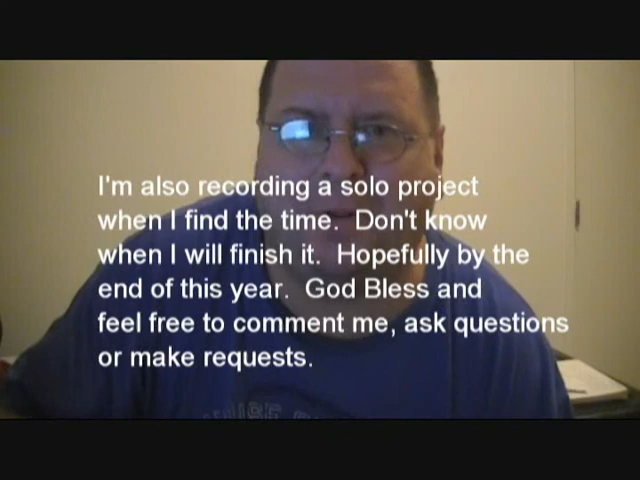 I'm also recording a solo project
when I find the time.  Don't know
when I will finish it.  Hopefully by the
end of this year.  God Bless and
feel free to comment me, ask questions
or make requests.